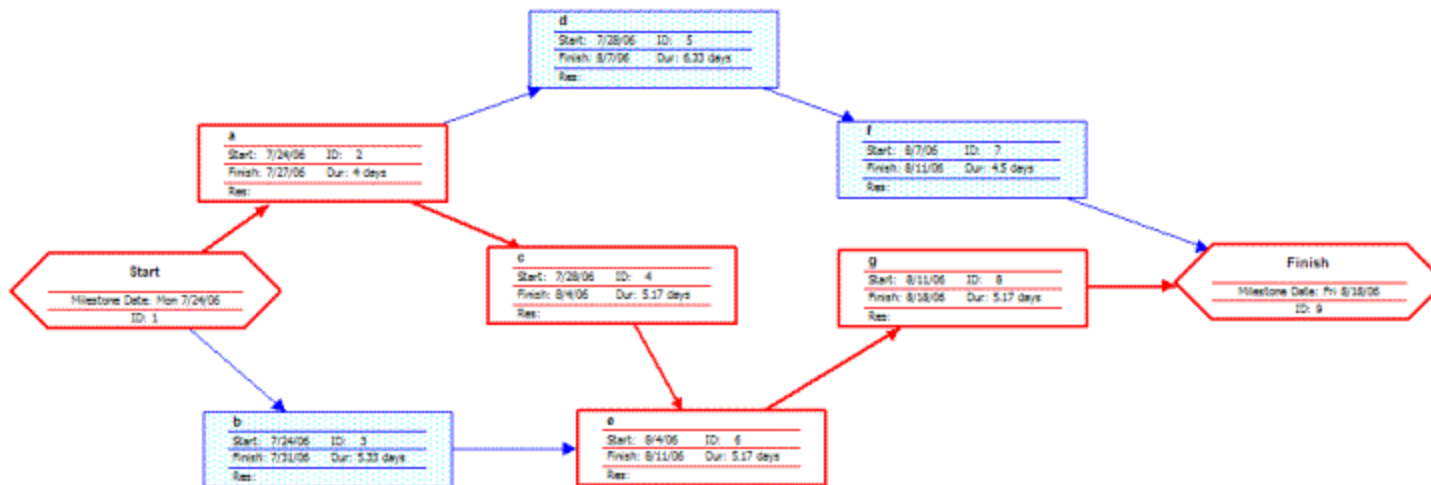 d
Start: 7/28/06 ID: 5
Finish: 8/7/06 Dur: 6.33 days
Res:
a
Start: 7/24/06 ID: 2
Finish: 7/27/06 Dur: 4 days
Res:
f
Start: 8/7/06 ID: 7
Finish: 8/11/06 Dur: 4.5 days
Res:
Start
Milestone Date: Mon 7/24/06
ID: 1
c
Start: 7/28/06 ID: 4
Finish: 8/4/06 Dur: 5.17 days
Res:
g
Start: 8/11/06 ID: 8
Finish: 8/18/06 Dur: 5.17 days
Res:
Finish
Milestone Date: Fri 8/18/06
ID: 9
b
Start: 7/24/06 ID: 3
Finish: 7/31/06 Dur: 5.33 days
Res:
e
Start: 8/4/06 ID: 6
Finish: 8/11/06 Dur: 5.17 days
Res: